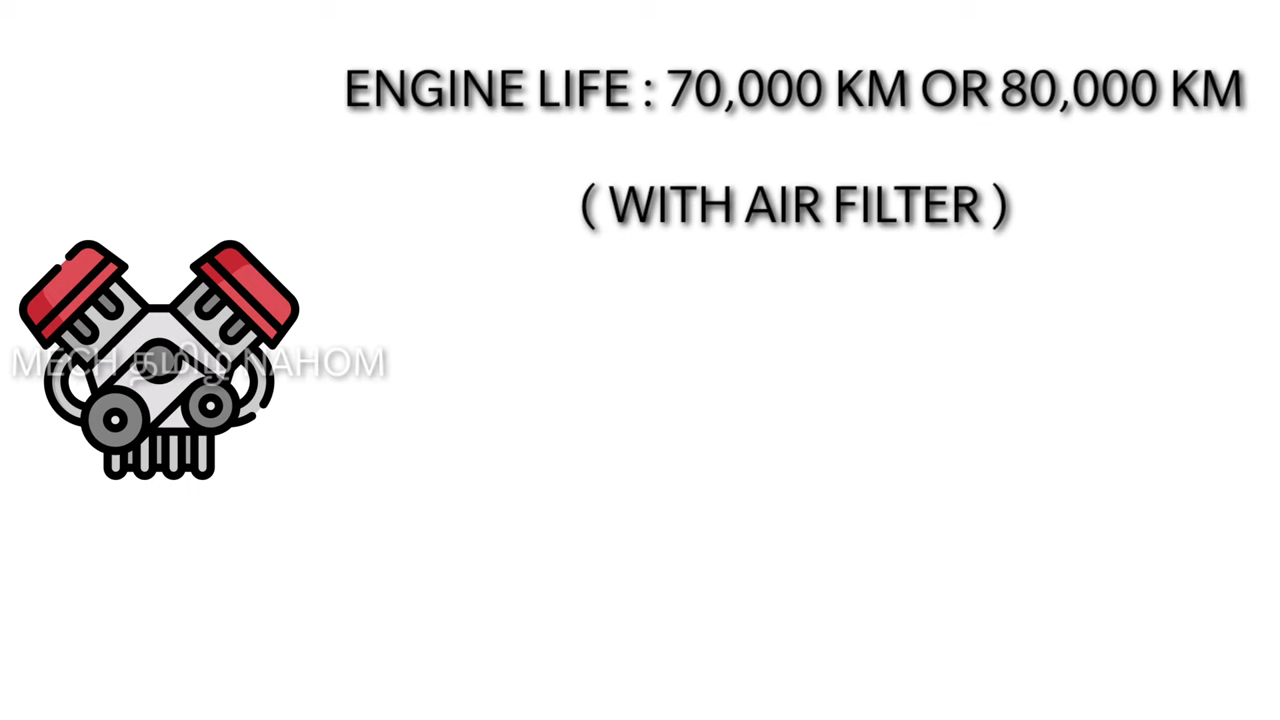 ENGINE LIFE : 70,000 KM OR 80,000 KM
( WITH AIR FILTER )
MECH தமிழ் NAHOM